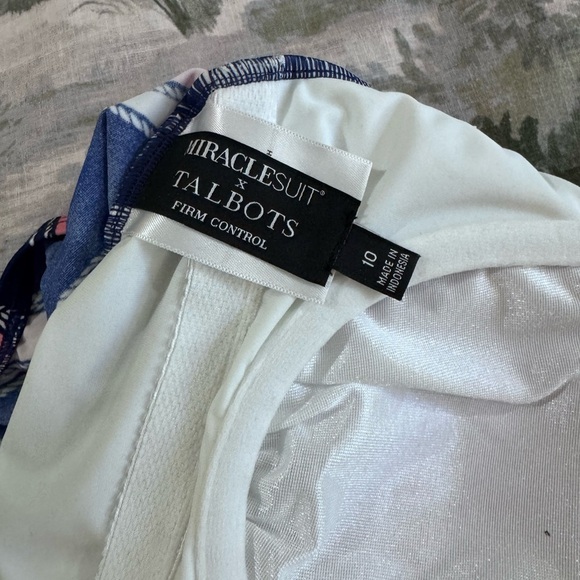 MIRACLESUIT®
×
TALBOTS
FIRM CONTROL
10
MADE IN
INDONESIA